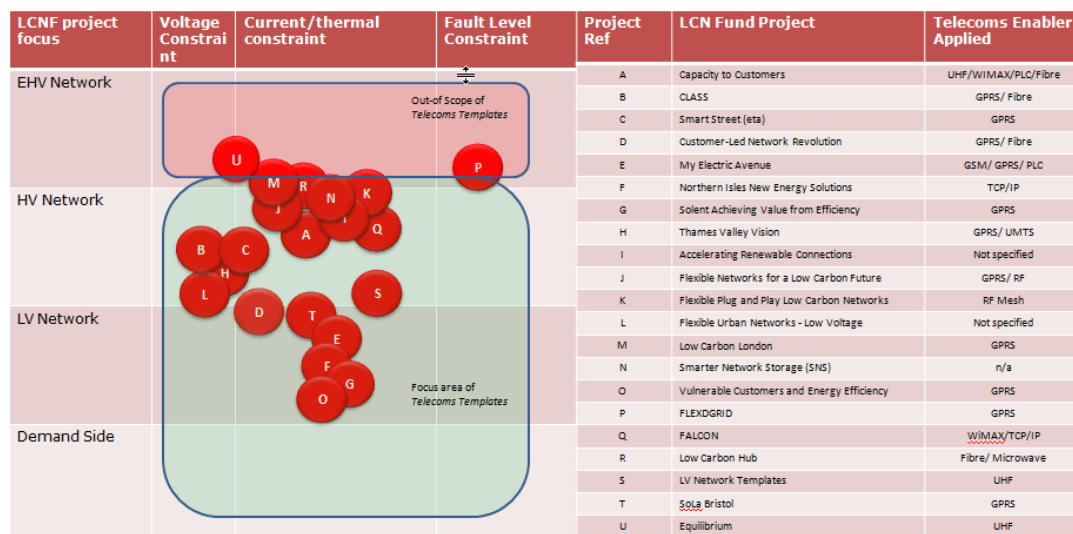 LCNF project focus
Voltage Constrai nt
Current/thermal constraint
Fault Level Constraint
EHV Network
HV Network
LV Network
Demand Side
Out-of Scope of
Telecoms Templates
U
M
R
N
K
P
J
I
A
Q
B
C
H
L
S
D
T
E
F
G
O
Focus area of
Telecoms Templates
Project Ref LCN Fund Project Telecoms Enabler Applied
A Capacity to Customers UHF/WIMAX/PLC/Fibre
B CLASS GPRS/ Fibre
C Smart Street (eta) GPRS
D Customer-Led Network Revolution GPRS/ Fibre
E My Electric Avenue GSM/ GPRS/ PLC
F Northern Isles New Energy Solutions TCP/IP
G Solent Achieving Value from Efficiency GPRS
H Thames Valley Vision GPRS/ UMTS
I Accelerating Renewable Connections Not specified
J Flexible Networks for a Low Carbon Future GPRS/ RF
K Flexible Plug and Play Low Carbon Networks RF Mesh
L Flexible Urban Networks - Low Voltage Not specified
M Low Carbon London GPRS
N Smarter Network Storage (SNS) n/a
O Vulnerable Customers and Energy Efficiency GPRS
P FLEXDGRID GPRS
Q FALCON WiMAX/TCP/IP
R Low Carbon Hub Fibre/ Microwave
S LV Network Templates UHF
T SoLa Bristol GPRS
U Equilibrium UHF